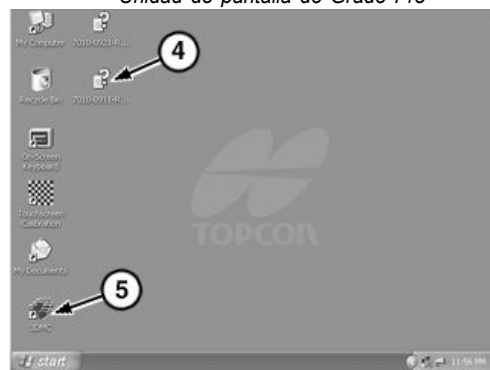 Unidad de pantalla de Grade Pro
My Computer
2010-0921-R...
4
Recycle Bin
2010-0911-R...
On-Screen
Keyboard
Touchscreen
Calibration
TOPCON
My Documents
5
3DMC
start
11:56 PM